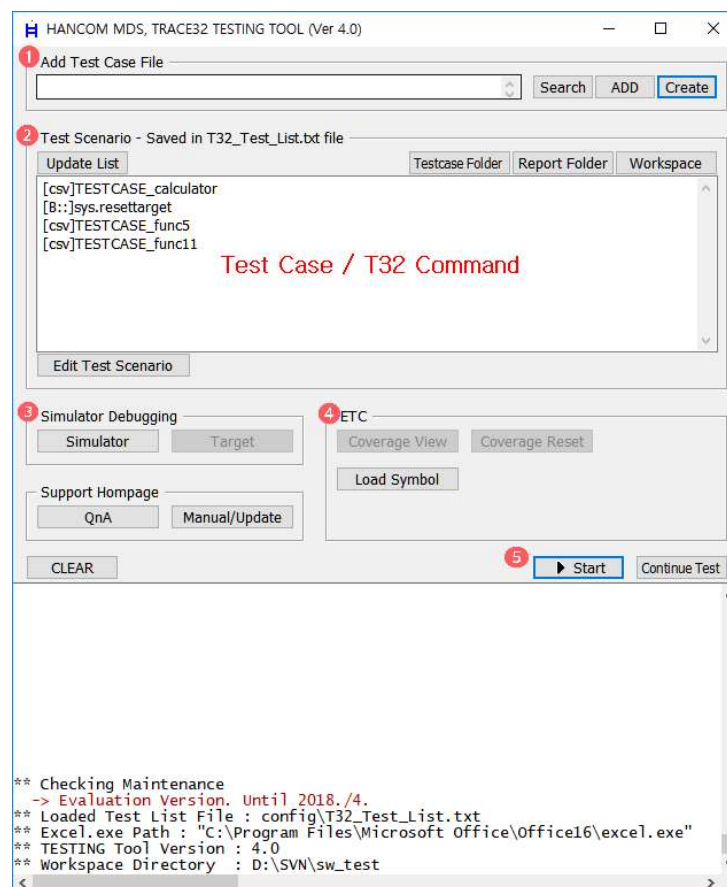 HANCOM MDS, TRACE32 TESTING TOOL (Ver 4.0)
1 Add Test Case File
Search ADD Create
2 Test Scenario - Saved in T32_Test_List.txt file
Update List Testcase Folder Report Folder Workspace
[csv]TESTCASE_calculator
[B::]sys.resettarget
[csv]TESTCASE_func5
[csv]TESTCASE_func11
Test Case / T32 Command
Edit Test Scenario
3 Simulator Debugging
Simulator Target
4 ETC
Coverage View Coverage Reset
Load Symbol
Support Hompage
QnA Manual/Update
CLEAR 5 Start Continue Test
** Checking Maintenance
-> Evaluation Version. Until 2018./4.
** Loaded Test List File : config\T32_Test_List.txt
** Excel.exe Path : "C:\Program Files\Microsoft Office\Office16\excel.exe"
** TESTING Tool Version : 4.0
** Workspace Directory : D:\SVN\sw_test